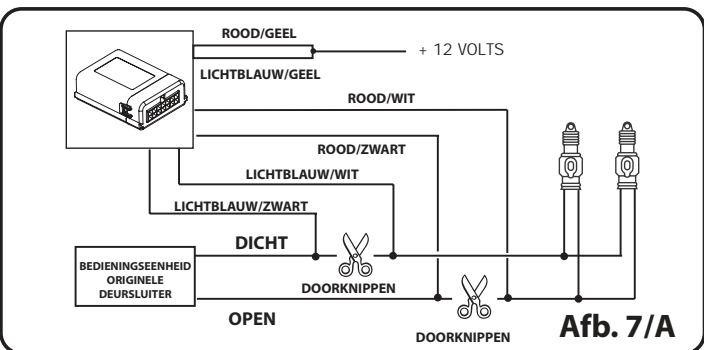 ROOD/GEEL
+ 12 VOLTS
LICHTBLAUW/GEEL
ROOD/WIT
ROOD/ZWART
LICHTBLAUW/WIT
LICHTBLAUW/ZWART
DICHT
BEDIENINGSEENHEID
ORIGINELE
DEURSLUITER
DOORKNIPPEN
OPEN
DOORKNIPPEN
Afb. 7/A